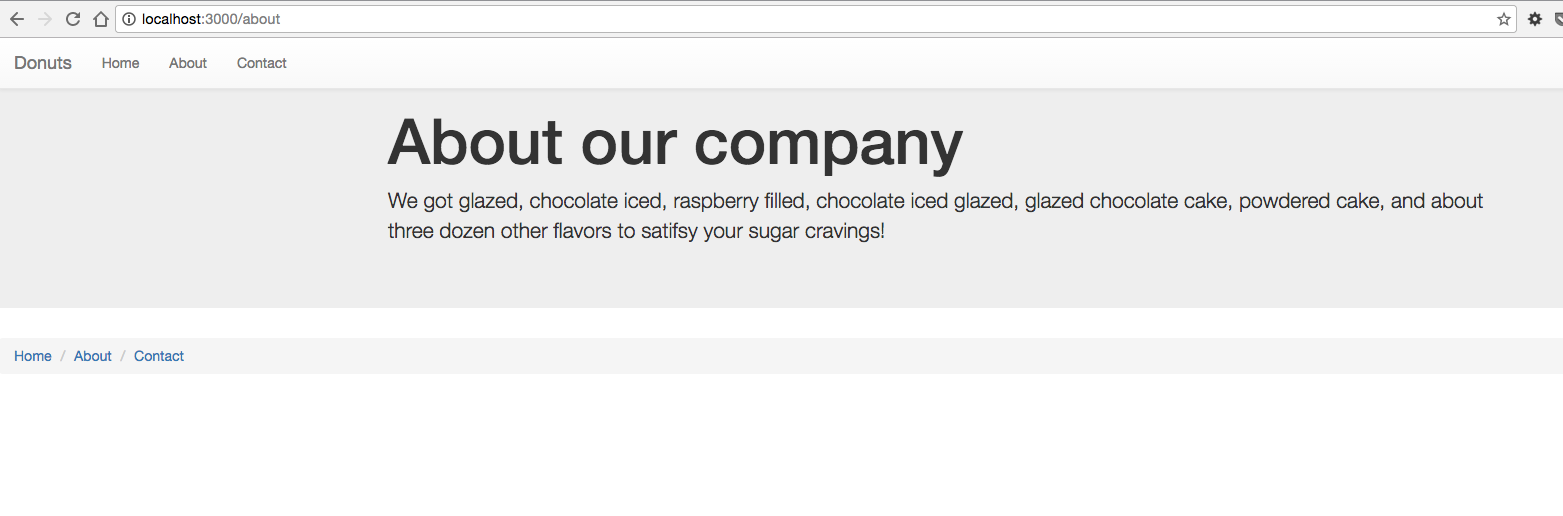 localhost:3000/about
Donuts Home About Contact
About our company
We got glazed, chocolate iced, raspberry filled, chocolate iced glazed, glazed chocolate cake, powdered cake, and about
three dozen other flavors to satifsy your sugar cravings!
Home / About / Contact